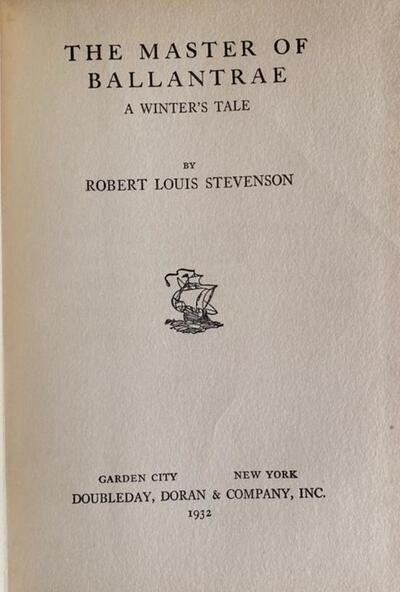 THE MASTER OF
BALLANTRAE
A WINTER'S TALE
BY
ROBERT LOUIS STEVENSON
GARDEN CITY NEW YORK
DOUBLEDAY, DORAN & COMPANY, INC.
1932